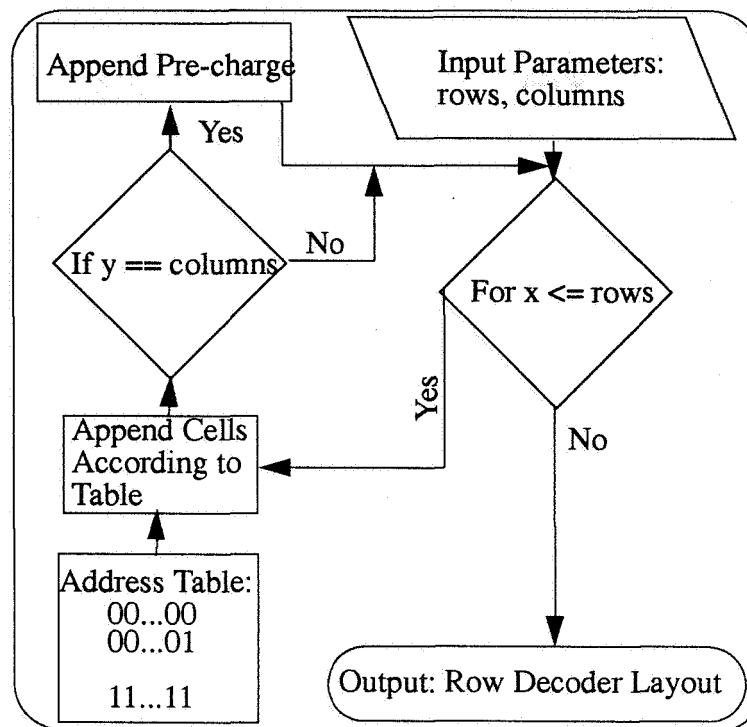 Append Pre-charge
Input Parameters:
rows, columns
Yes
If y == columns
No
For x <= rows
Yes
Append Cells
According to
Table
No
Address Table:
00...00
00...01
11...11
Output: Row Decoder Layout